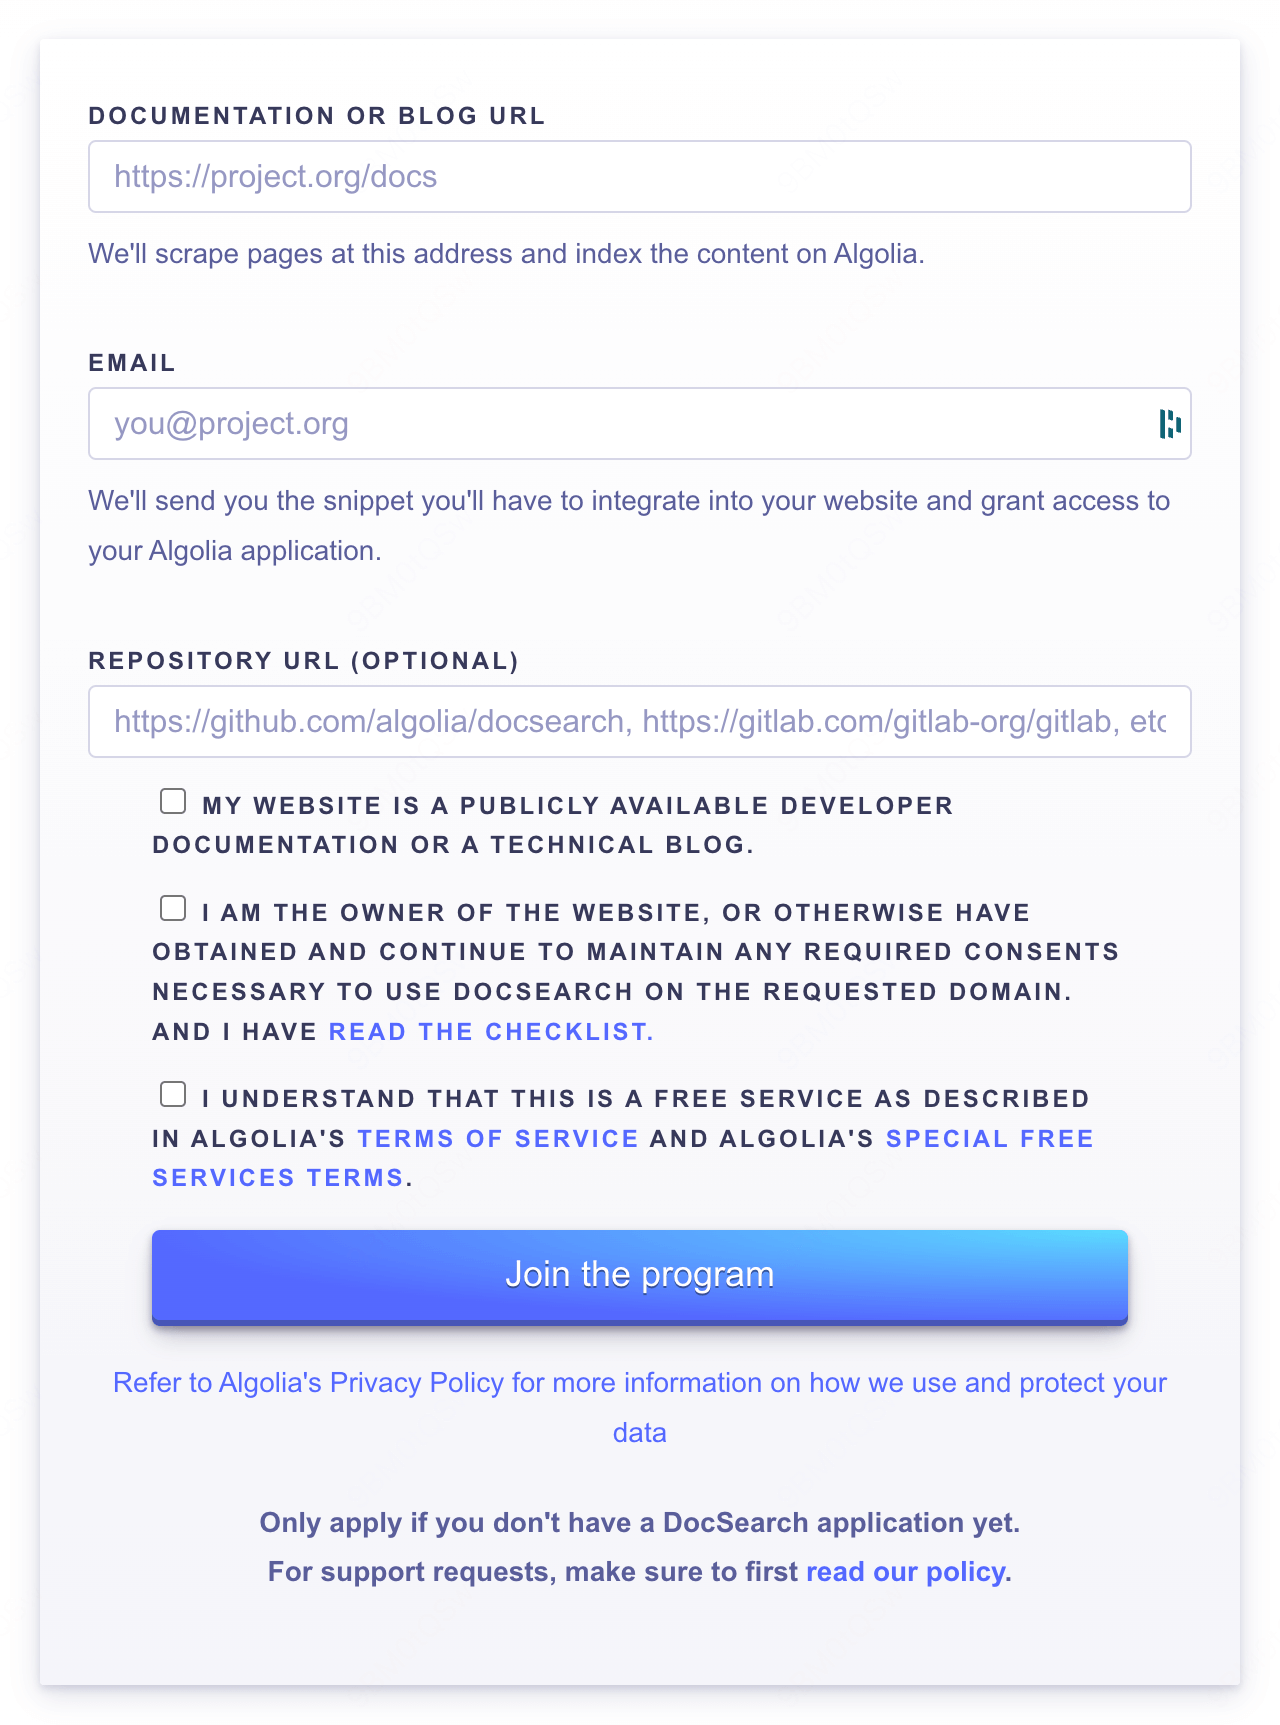 DOCUMENTATION OR BLOG URL
https://project.org/docs
We'll scrape pages at this address and index the content on Algolia.
EMAIL
you@project.org
We'll send you the snippet you'll have to integrate into your website and grant access to
your Algolia application.
REPOSITORY URL (OPTIONAL)
https://github.com/algolia/docsearch, https://gitlab.com/gitlab-org/gitlab, etc
MY WEBSITE IS A PUBLICLY AVAILABLE DEVELOPER
DOCUMENTATION OR A TECHNICAL BLOG.
I AM THE OWNER OF THE WEBSITE, OR OTHERWISE HAVE
OBTAINED AND CONTINUE TO MAINTAIN ANY REQUIRED CONSENTS
NECESSARY TO USE DOCSEARCH ON THE REQUESTED DOMAIN.
AND I HAVE READ THE CHECKLIST.
I UNDERSTAND THAT THIS IS A FREE SERVICE AS DESCRIBED
IN ALGOLIA'S TERMS OF SERVICE AND ALGOLIA'S SPECIAL FREE
SERVICES TERMS.
Join the program
Refer to Algolia's Privacy Policy for more information on how we use and protect your
data
Only apply if you don't have a DocSearch application yet.
For support requests, make sure to first read our policy.